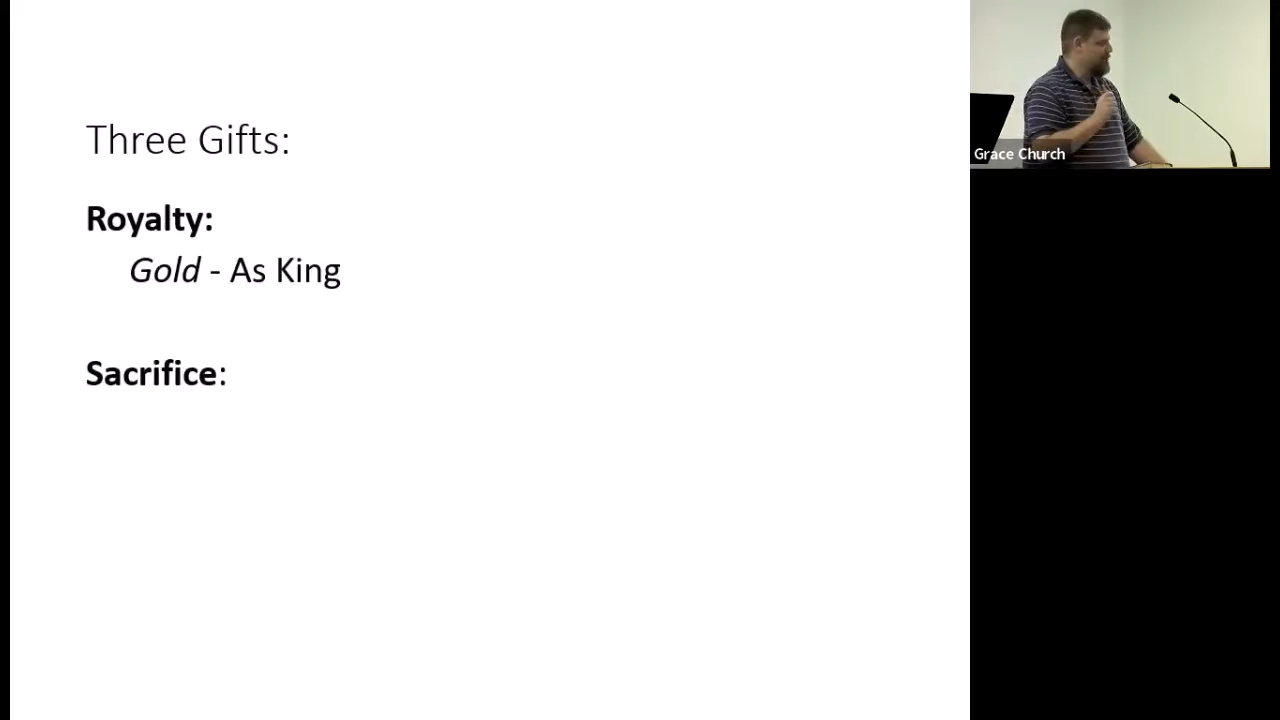 Three Gifts:
Royalty:
Gold - As King
Sacrifice:
Grace Church